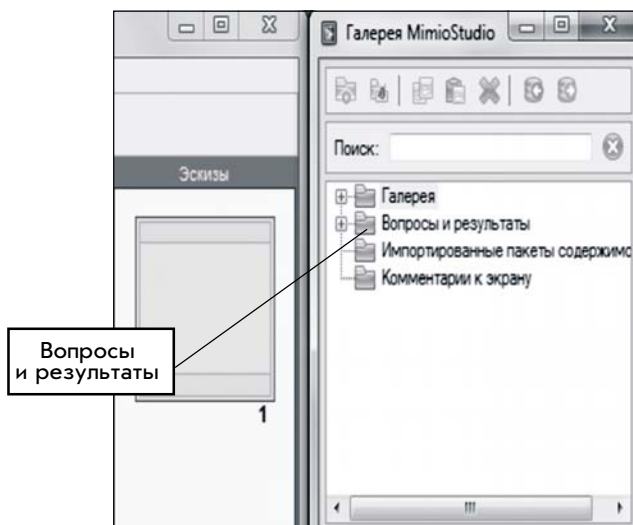 Галерея MimioStudio
Поиск:
Эскизы
Галерея
Вопросы и результаты
Импортированные пакеты содержимо
Комментарии к экрану
Вопросы
и результаты
1